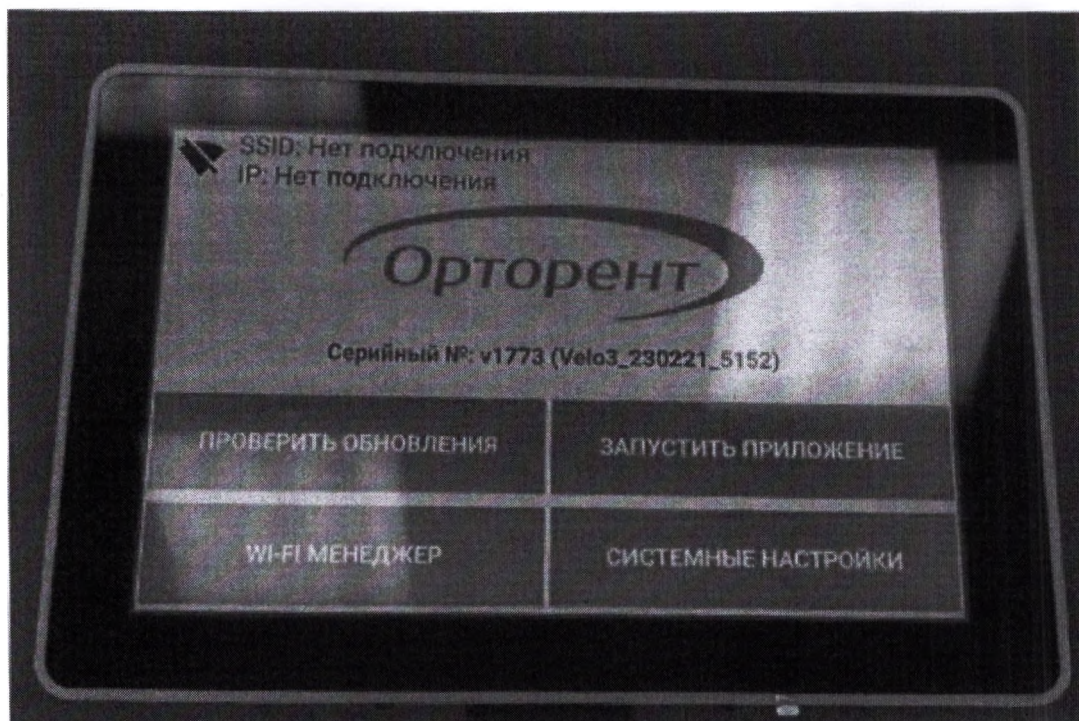 SSID: Нет подключения
IP: Нет подключения
Орторент
Серийный №: v1773 (Velo3_230221_5152)
ПРОВЕРИТЬ ОБНОВЛЕНИЯ
ЗАПУСТИТЬ ПРИЛОЖЕНИЕ
WI-FI МЕНЕДЖЕР
СИСТЕМНЫЕ НАСТРОЙКИ